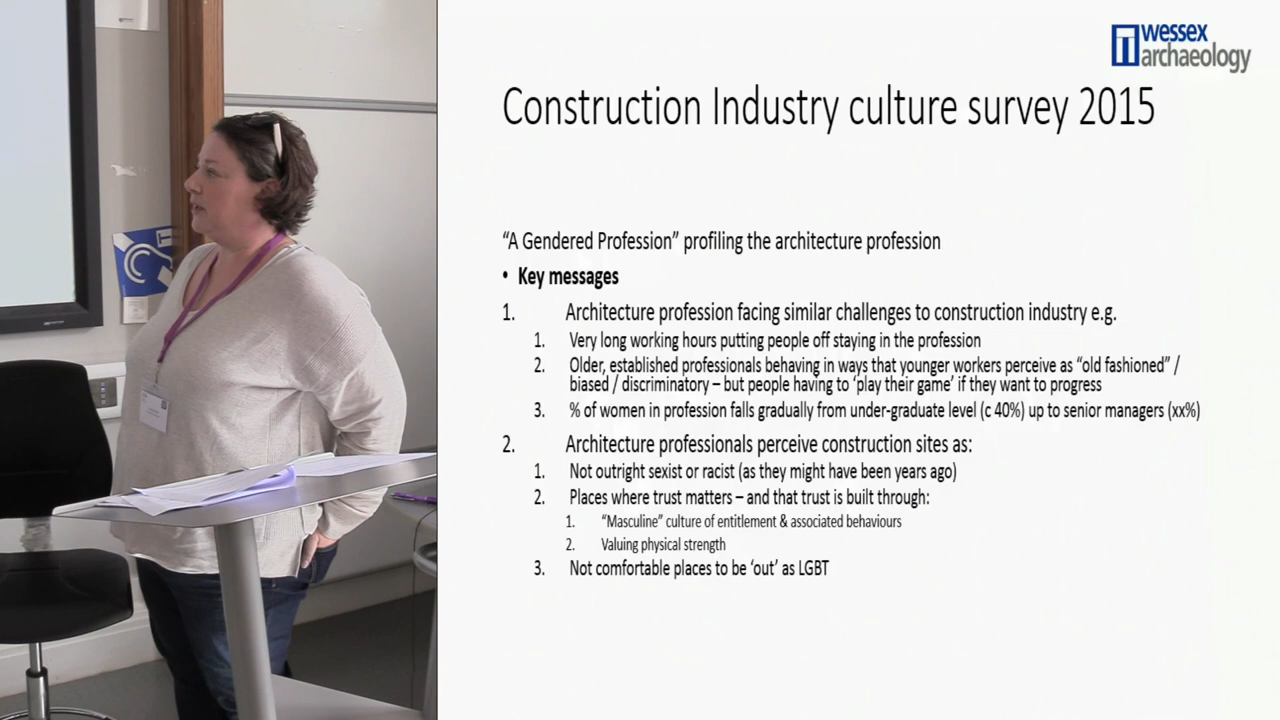 wessex
archaeology
Construction Industry culture survey 2015
“A Gendered Profession” profiling the architecture profession
• Key messages
1. Architecture profession facing similar challenges to construction industry e.g.
1. Very long working hours putting people off staying in the profession
2. Older, established professionals behaving in ways that younger workers perceive as “old fashioned” /
biased / discriminatory – but people having to ‘play their game’ if they want to progress
3. % of women in profession falls gradually from under-graduate level (c 40%) up to senior managers (xx%)
2. Architecture professionals perceive construction sites as:
1. Not outright sexist or racist (as they might have been years ago)
2. Places where trust matters – and that trust is built through:
1. “Masculine” culture of entitlement & associated behaviours
2. Valuing physical strength
3. Not comfortable places to be ‘out’ as LGBT